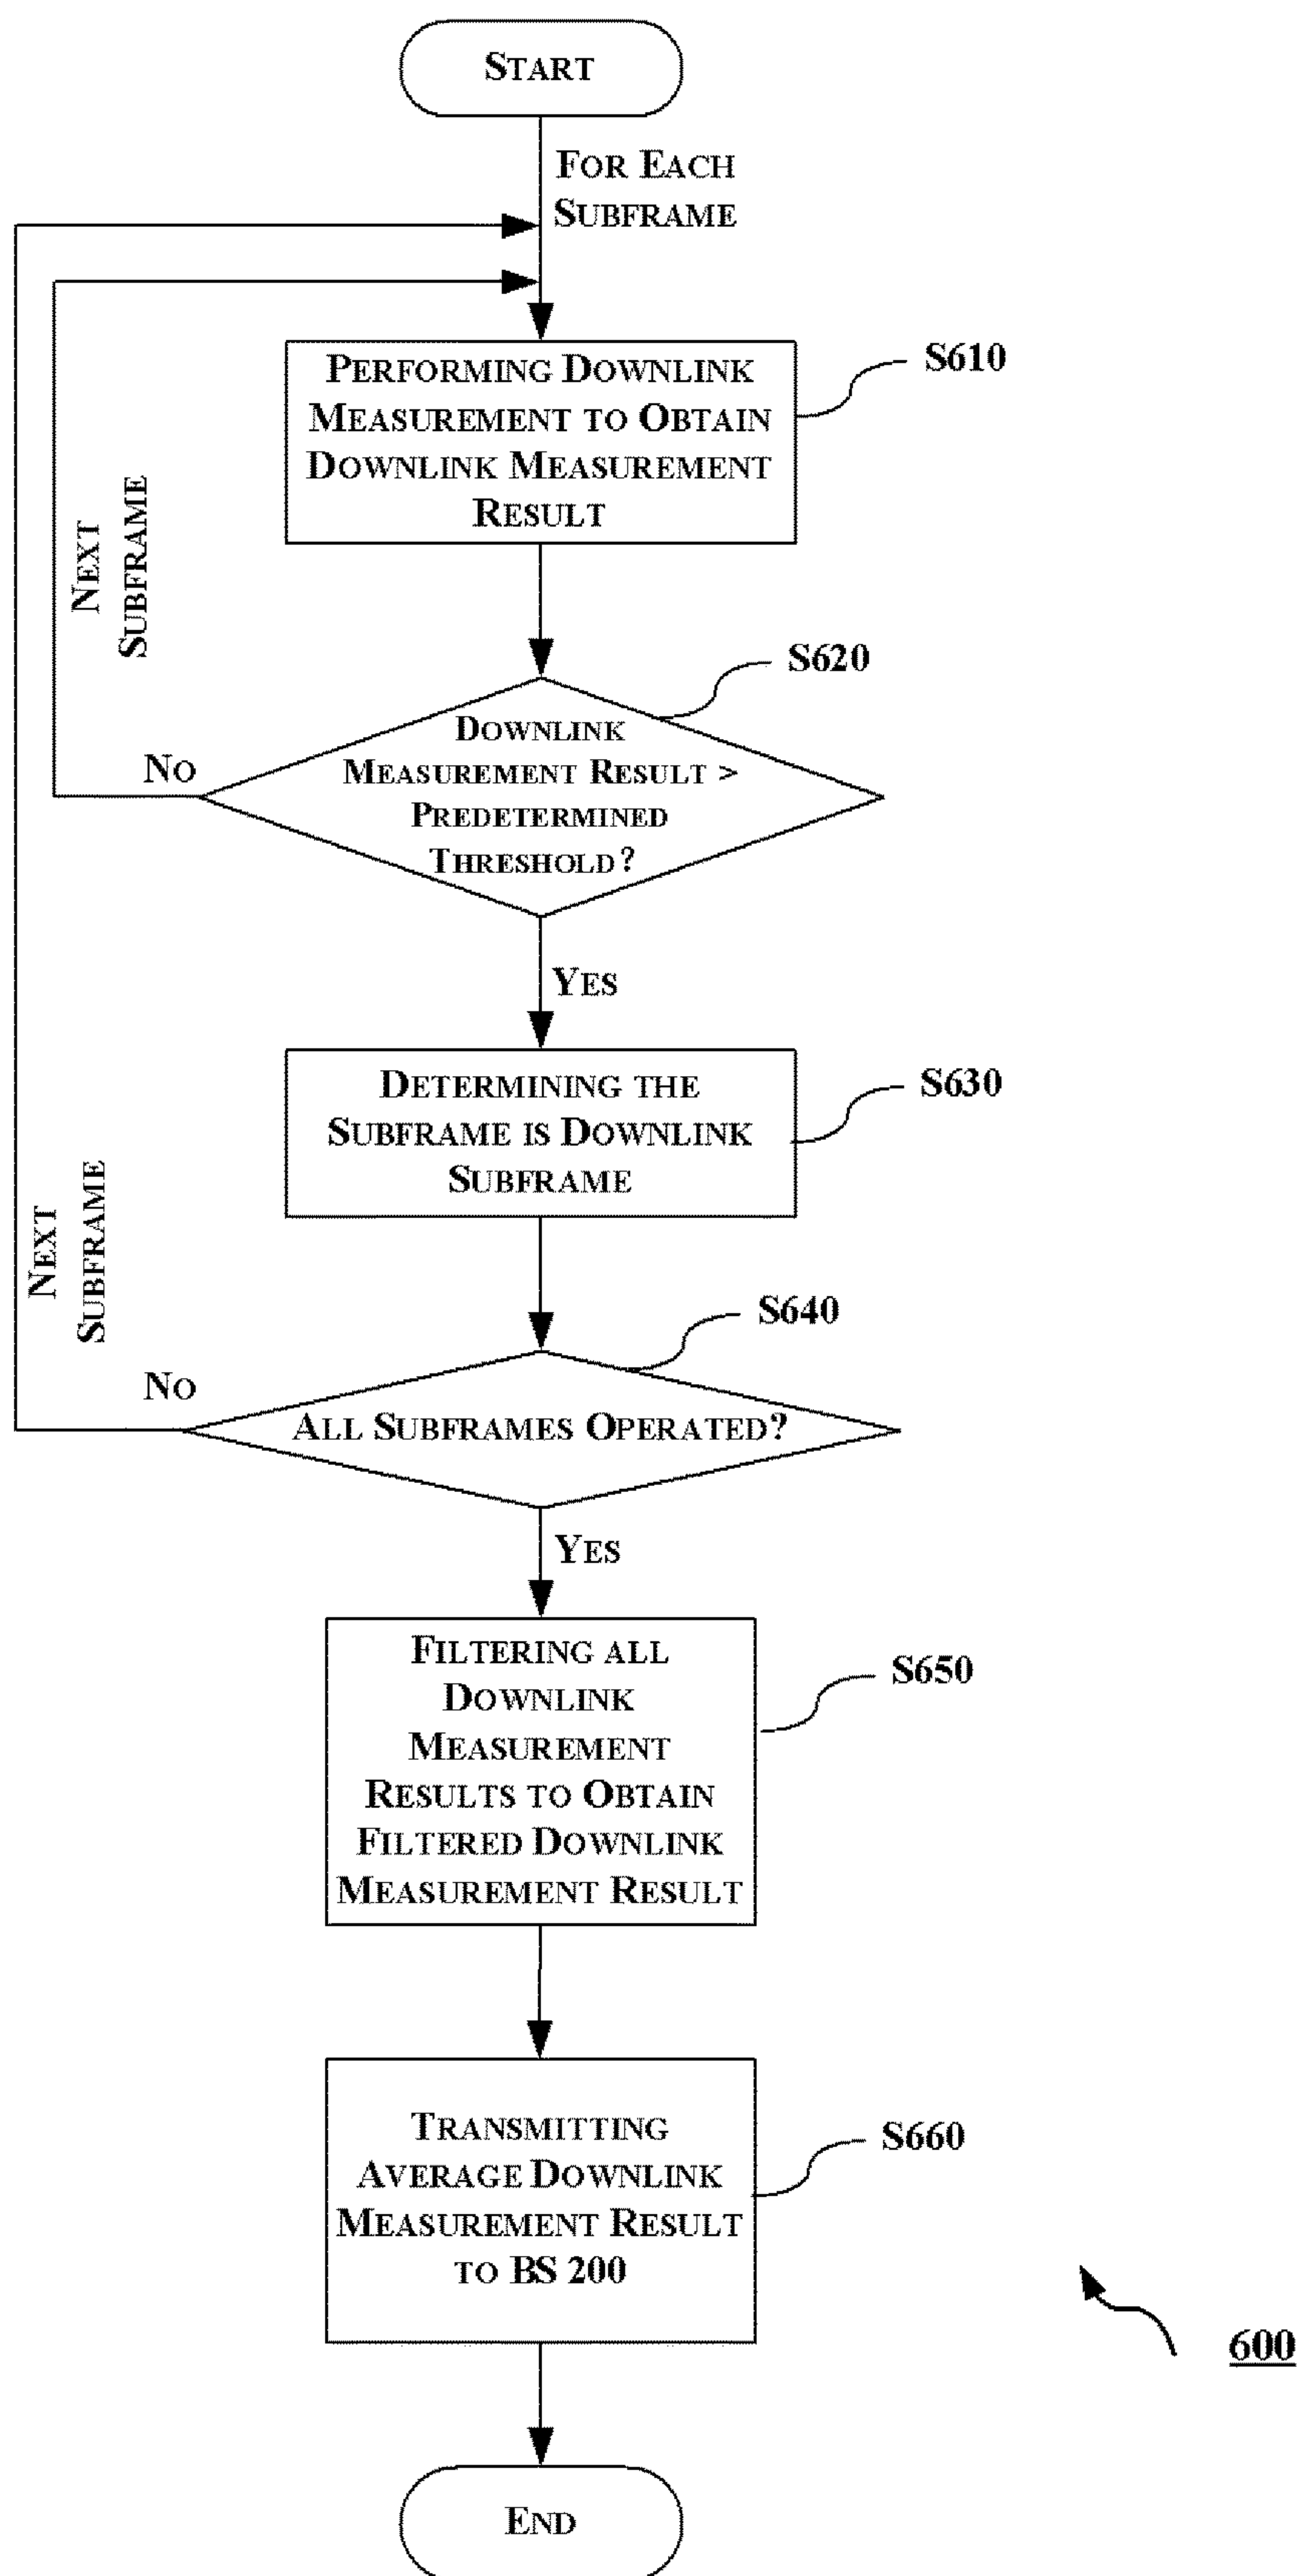 START
FOR EACH
SUBFRAME
PERFORMING DOWNLINK
MEASUREMENT TO OBTAIN
DOWNLINK MEASUREMENT
RESULT
S610
NEXT
SUBFRAME
S620
DOWNLINK
MEASUREMENT RESULT >
PREDETERMINED
THRESHOLD?
NO
YES
DETERMINING THE
SUBFRAME IS DOWNLINK
SUBFRAME
S630
NEXT
SUBFRAME
S640
NO
ALL SUBFRAMES OPERATED?
YES
FILTERING ALL
DOWNLINK
MEASUREMENT
RESULTS TO OBTAIN
FILTERED DOWNLINK
MEASUREMENT RESULT
S650
TRANSMITTING
AVERAGE DOWNLINK
MEASUREMENT RESULT
TO BS 200
S660
600
END